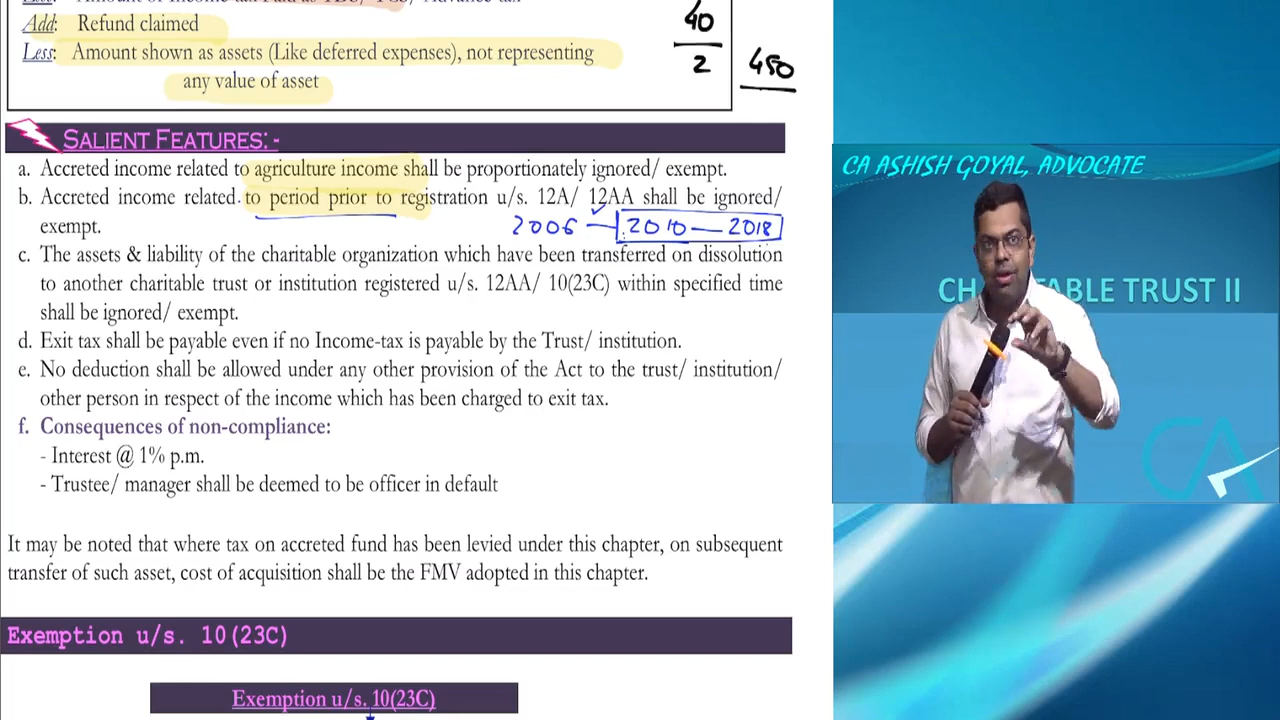 Add: Refund claimed
Less: Amount shown as assets (Like deferred expenses), not representing
any value of asset
40
2
450
SALIENT FEATURES: -
a. Accreted income related to agriculture income shall be proportionately ignored/ exempt.
b. Accreted income related to period prior to registration u/s. 12A/ 12AA shall be ignored/
exempt.
2006 — 2010 — 2018
c. The assets & liability of the charitable organization which have been transferred on dissolution
to another charitable trust or institution registered u/s. 12AA/ 10(23C) within specified time
shall be ignored/ exempt.
d. Exit tax shall be payable even if no Income-tax is payable by the Trust/ institution.
e. No deduction shall be allowed under any other provision of the Act to the trust/ institution/
other person in respect of the income which has been charged to exit tax.
f. Consequences of non-compliance:
- Interest @ 1% p.m.
- Trustee/ manager shall be deemed to be officer in default
It may be noted that where tax on accreted fund has been levied under this chapter, on subsequent
transfer of such asset, cost of acquisition shall be the FMV adopted in this chapter.
Exemption u/s. 10(23C)
Exemption u/s. 10(23C)
CA ASHISH GOYAL, ADVOCATE
CH TABLE TRUST II
CA